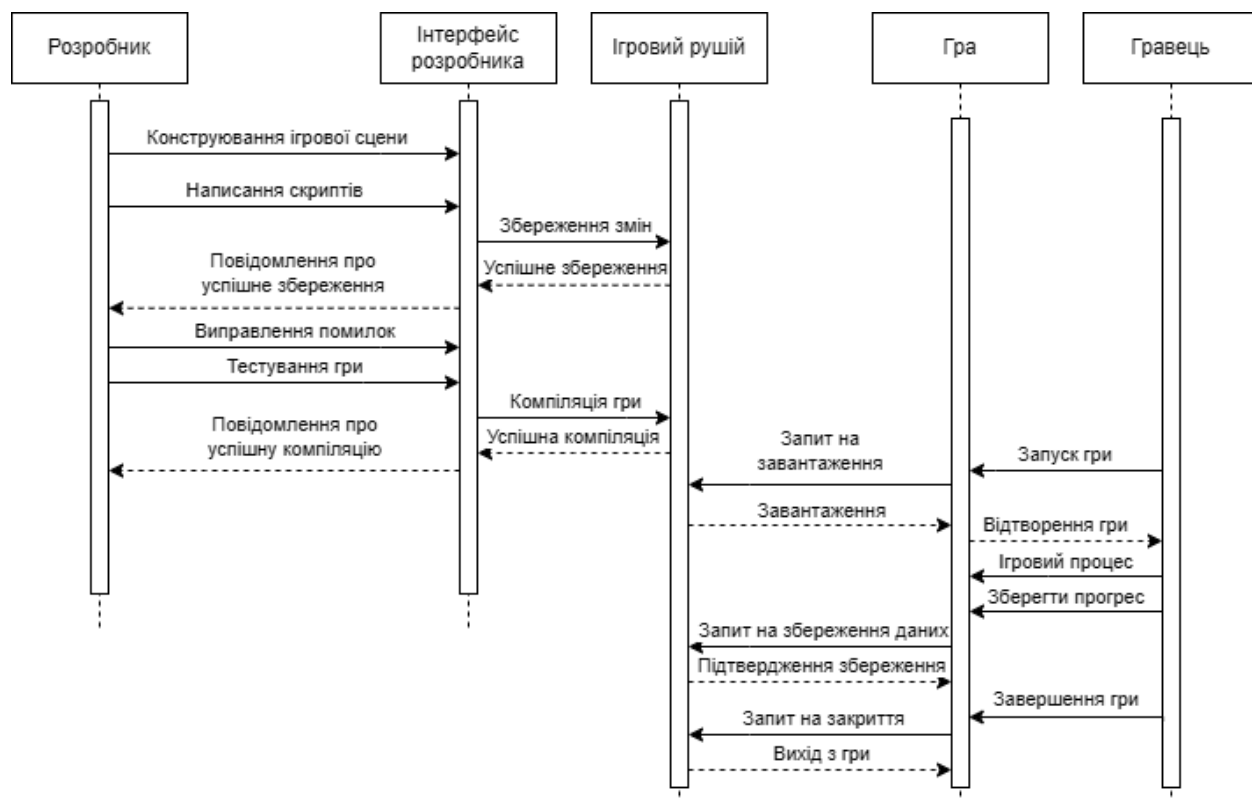 Розробник
Інтерфейс
розробника
Ігровий рушій
Гра
Гравець
Конструювання ігрової сцени
Написання скриптів
Збереження змін
Повідомлення про
успішне збереження
Успішне збереження
Виправлення помилок
Тестування гри
Компіляція гри
Повідомлення про
успішну компіляцію
Успішна компіляція
Запит на
завантаження
Запуск гри
Завантаження
Відтворення гри
Ігровий процес
Зберегти прогрес
Запит на збереження даних
Підтвердження збереження
Завершення гри
Запит на закриття
Вихід з гри